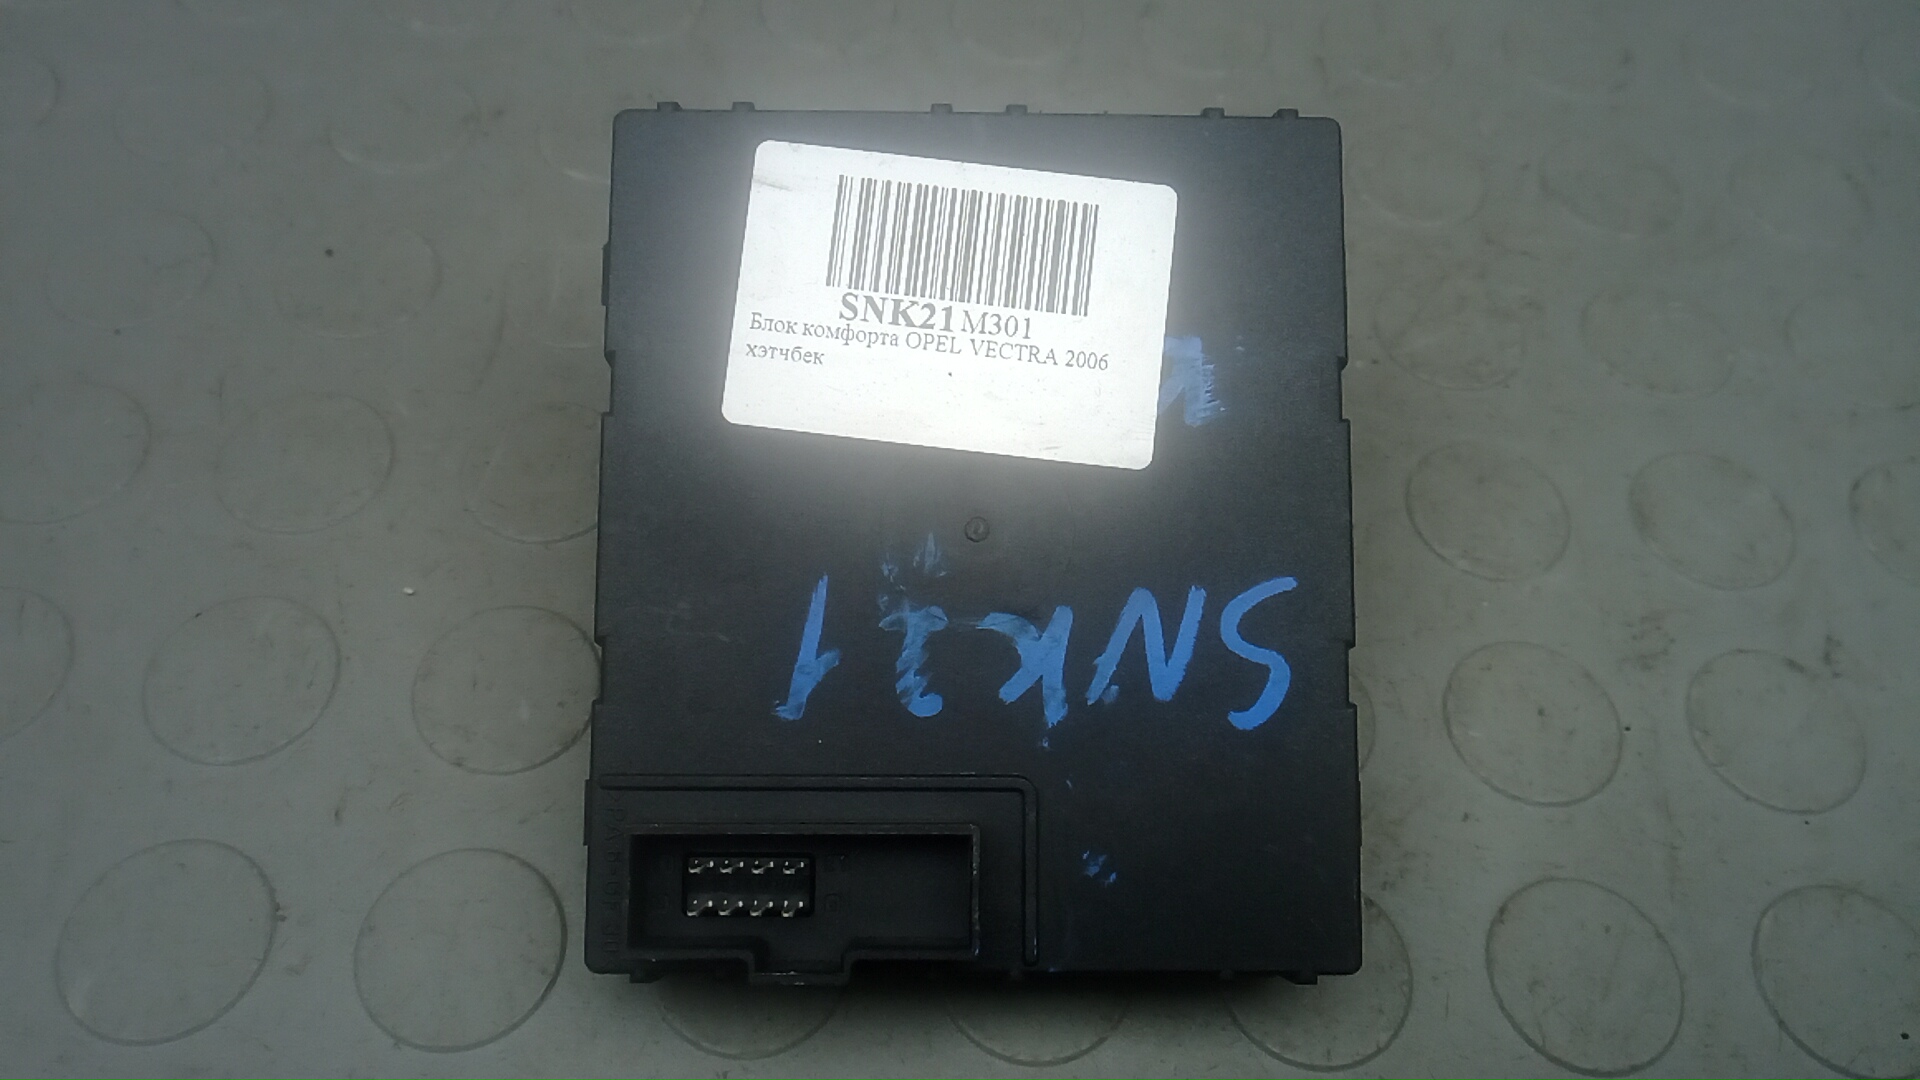 SNK21 M301
Блок комфорта OPEL VECTRA 2006
хэтчбек
SNK21